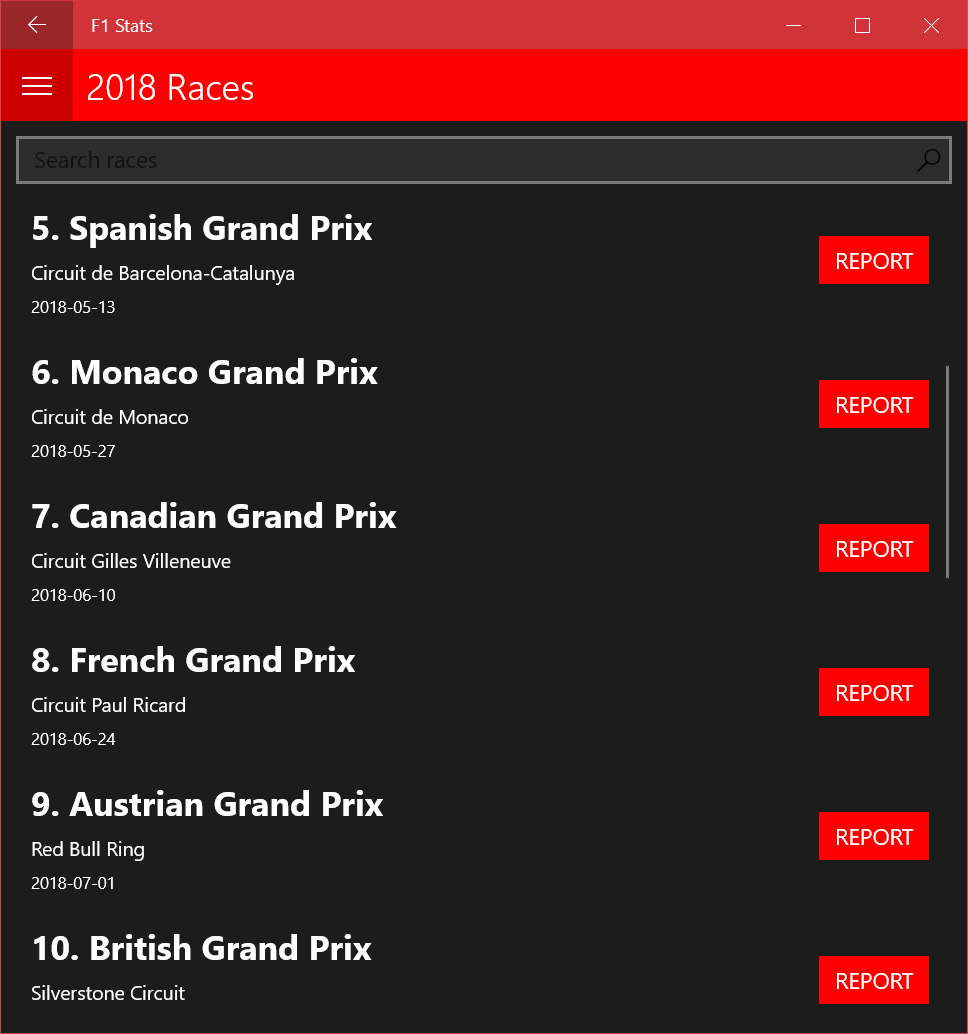 F1 Stats
2018 Races
Search races
5. Spanish Grand Prix
REPORT
Circuit de Barcelona-Catalunya
2018-05-13
6. Monaco Grand Prix
REPORT
Circuit de Monaco
2018-05-27
7. Canadian Grand Prix
REPORT
Circuit Gilles Villeneuve
2018-06-10
8. French Grand Prix
REPORT
Circuit Paul Ricard
2018-06-24
9. Austrian Grand Prix
REPORT
Red Bull Ring
2018-07-01
10. British Grand Prix
REPORT
Silverstone Circuit